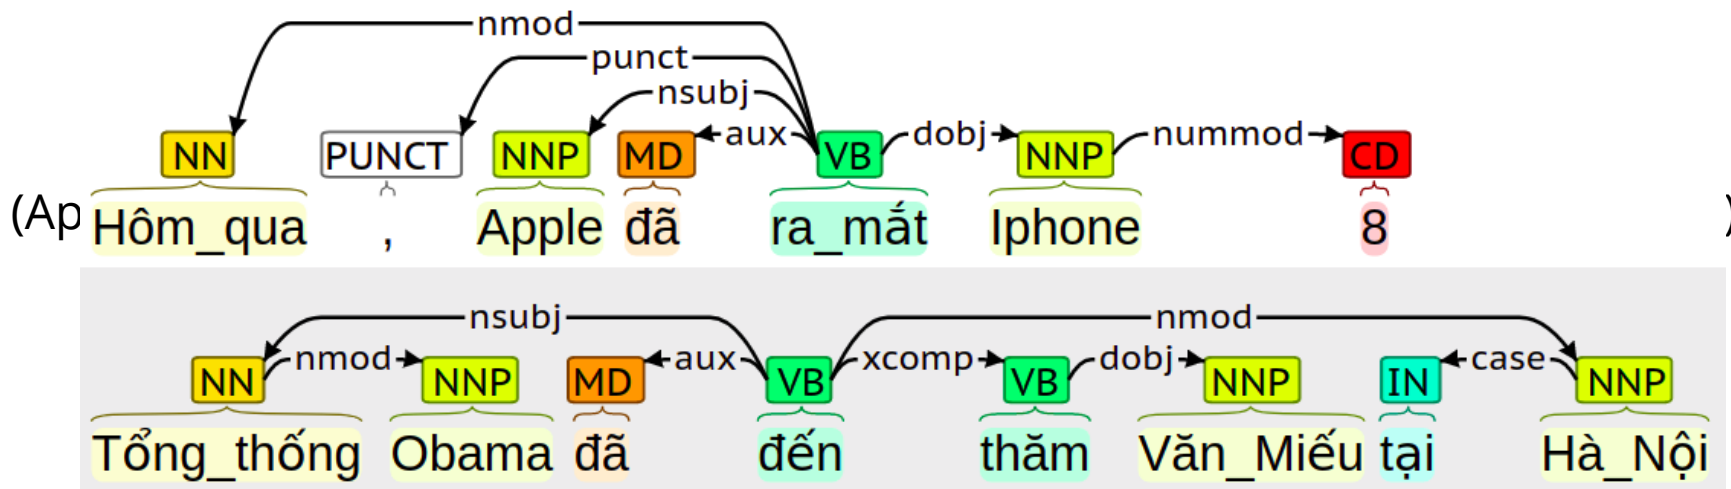 nmod
punct
nsubj
aux dobj nummod
NN PUNCT NNP MD VB NNP CD
(Ap Hôm_qua , Apple đã ra_mắt Iphone 8 )
nsubj nmod
nmod aux xcomp dobj case
NN NNP MD VB VB NNP IN NNP
Tổng_thống Obama đã đến thăm Văn_Miếu tại Hà_Nội